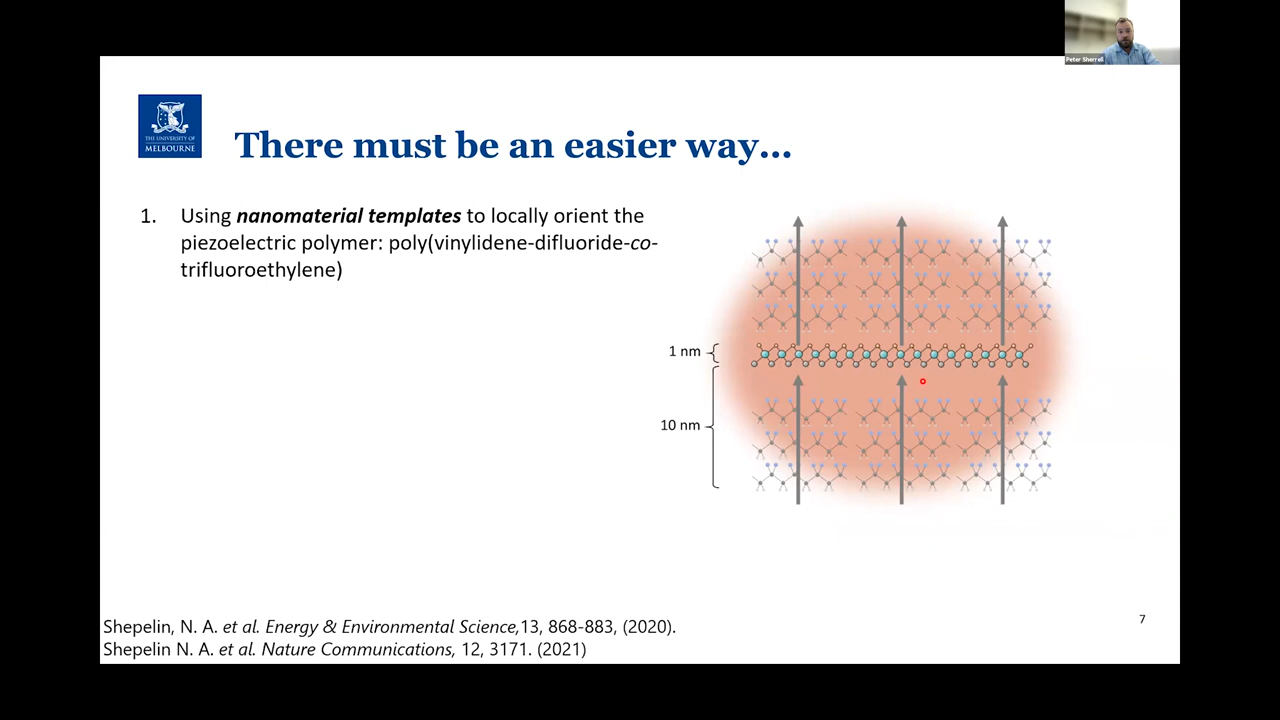 Peter Sherrell
THE UNIVERSITY OF
MELBOURNE
There must be an easier way...
1. Using nanomaterial templates to locally orient the
piezoelectric polymer: poly(vinylidene-difluoride-co-
trifluoroethylene)
1 nm
10 nm
Shepelin, N. A. et al. Energy & Environmental Science,13, 868-883, (2020).
Shepelin N. A. et al. Nature Communications, 12, 3171. (2021)
7